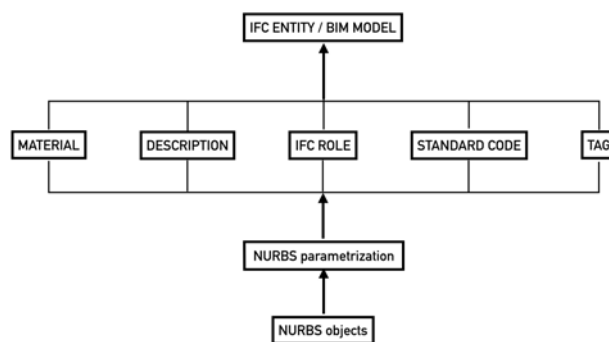 IFC ENTITY / BIM MODEL
MATERIAL
DESCRIPTION
IFC ROLE
STANDARD CODE
TAG
NURBS parametrization
NURBS objects